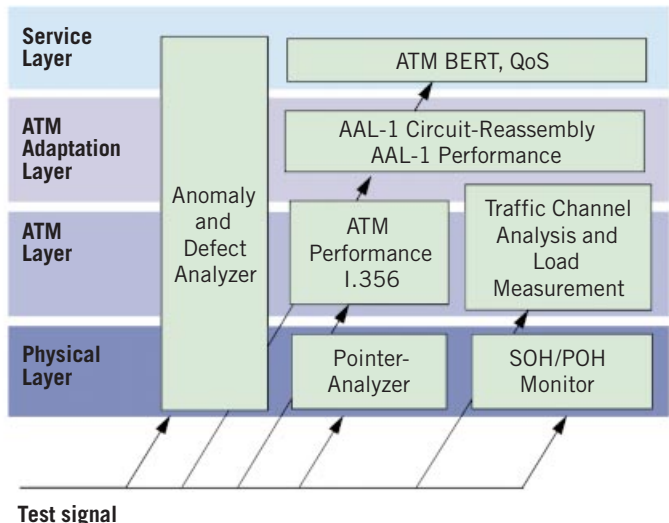 Service
Layer
ATM BERT, QoS
ATM
Adaptation
Layer
AAL-1 Circuit-Reassembly
AAL-1 Performance
Anomaly
and
Defect
Analyzer
ATM
Layer
ATM
Performance
I.356
Traffic Channel
Analysis and
Load
Measurement
Physical
Layer
Pointer-
Analyzer
SOH/POH
Monitor
Test signal